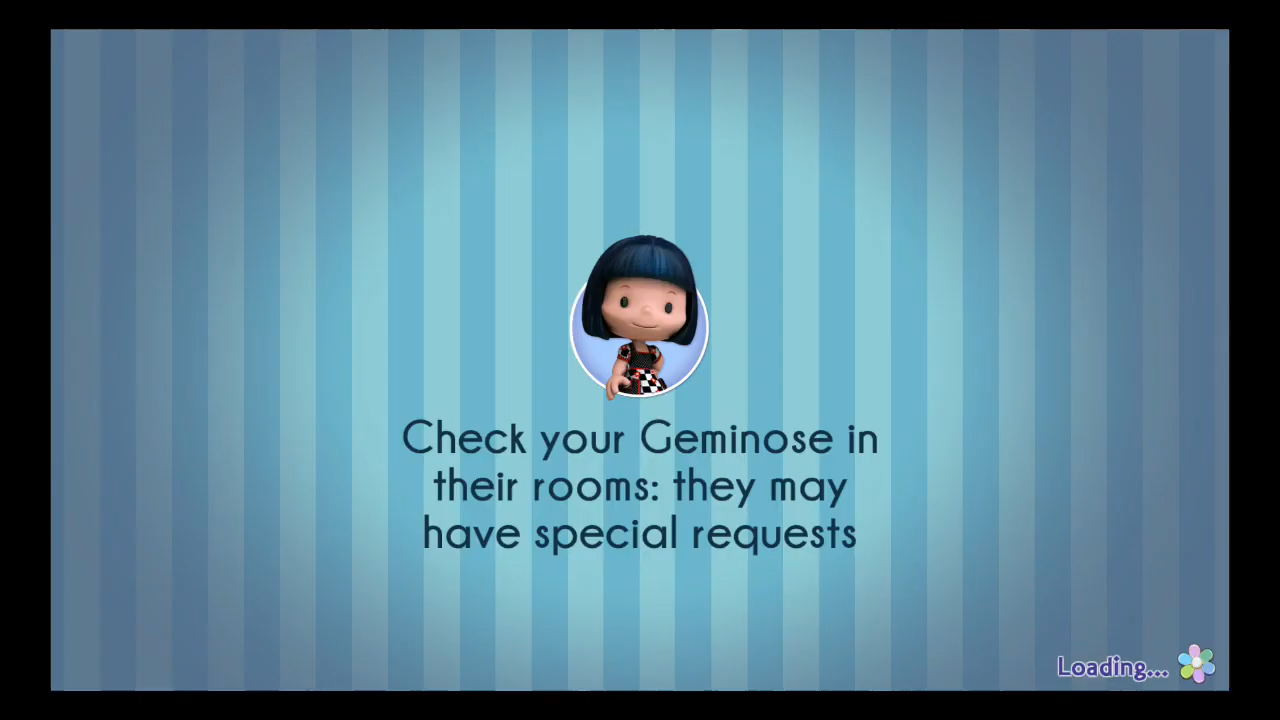 Check your Geminose in
their rooms: they may
have special requests
Loading...